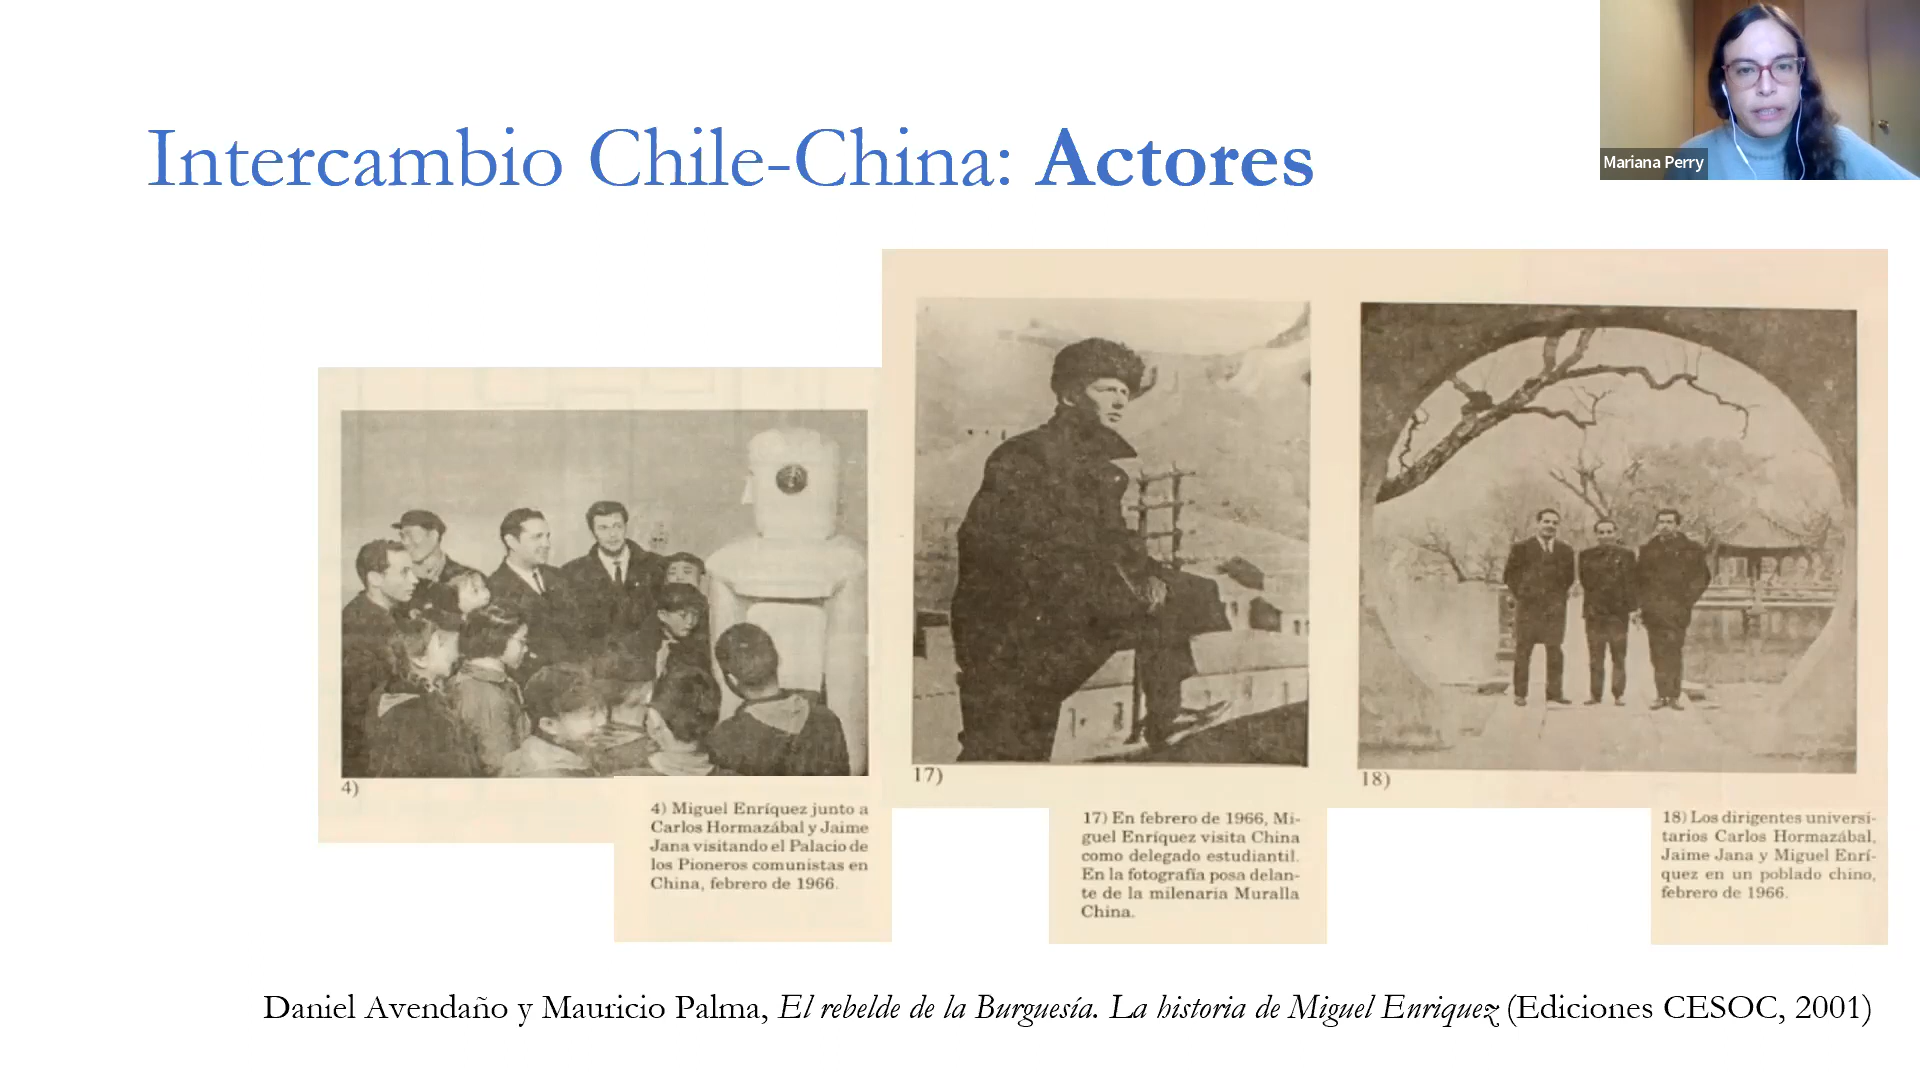 Mariana Perry
Intercambio Chile-China: Actores
4)
4) Miguel Enríquez junto a
Carlos Hormazábal y Jaime
Jana visitando el Palacio de
los Pioneros comunistas en
China, febrero de 1966.
17)
17) En febrero de 1966, Mi-
guel Enríquez visita China
como delegado estudiantil.
En la fotografía posa delan-
te de la milenaria Muralla
China.
18)
18) Los dirigentes universi-
tarios Carlos Hormazábal,
Jaime Jana y Miguel Enrí-
quez en un poblado chino,
febrero de 1966.
Daniel Avendaño y Mauricio Palma, El rebelde de la Burguesía. La historia de Miguel Enriquez (Ediciones CESOC, 2001)